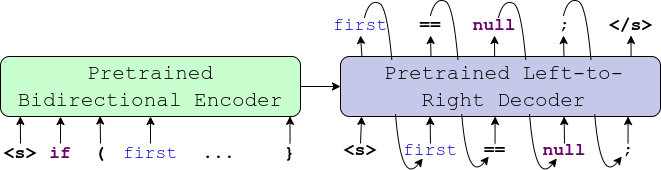 first == null ; </s>
Pretrained Bidirectional Encoder
Pretrained Left-to-Right Decoder
<s> if ( first ... }
<s> first == null ;